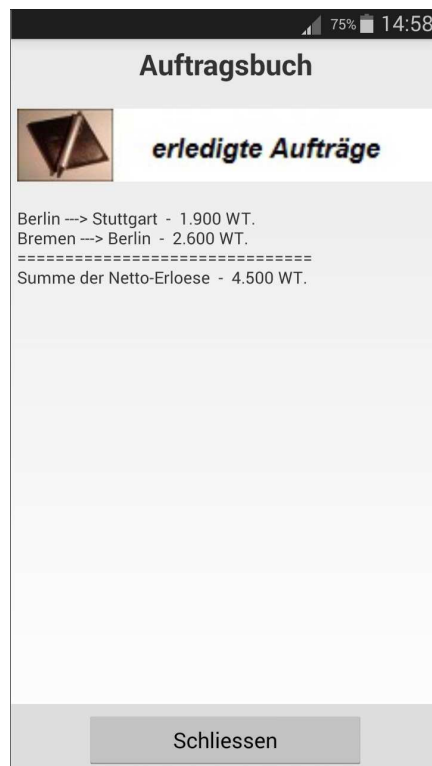 75% 14:58
Auftragsbuch
erledigte Aufträge
Berlin ---> Stuttgart - 1.900 WT.
Bremen ---> Berlin - 2.600 WT.
===============================
Summe der Netto-Erloese - 4.500 WT.
Schliessen